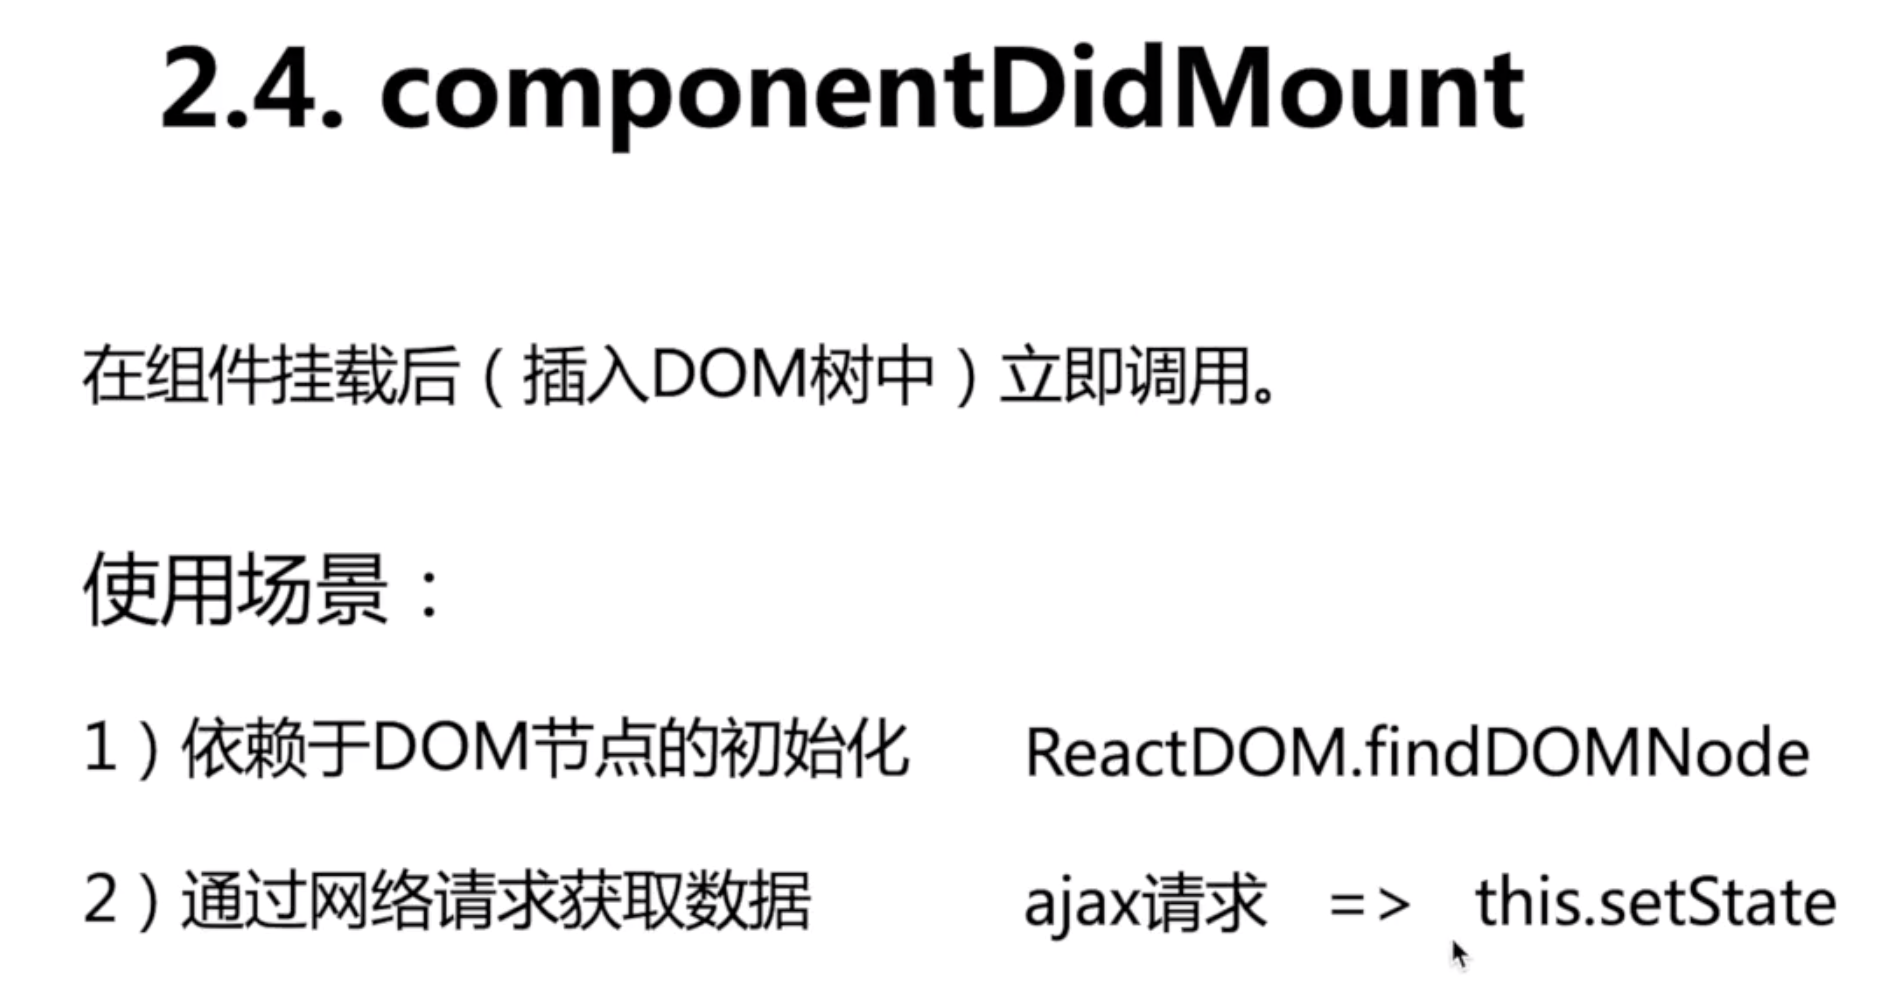 2.4. componentDidMount
在组件挂载后（插入DOM树中）立即调用。
使用场景：
1）依赖于DOM节点的初始化 ReactDOM.findDOMNode
2）通过网络请求获取数据 ajax请求 => this.setState